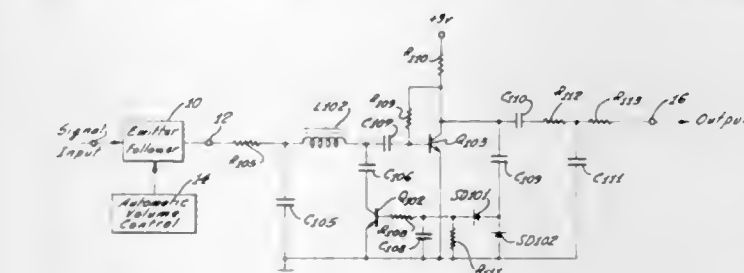 +9v
R110
10
12
L102
R109
C107
C110
R112
R113
16
Signal
Input
Emitter
Follower
R105
Q103
Output
14
C106
C109
C111
Automatic
Volume
Control
C105
Q102
R108
C108
SD101
SD102
R111